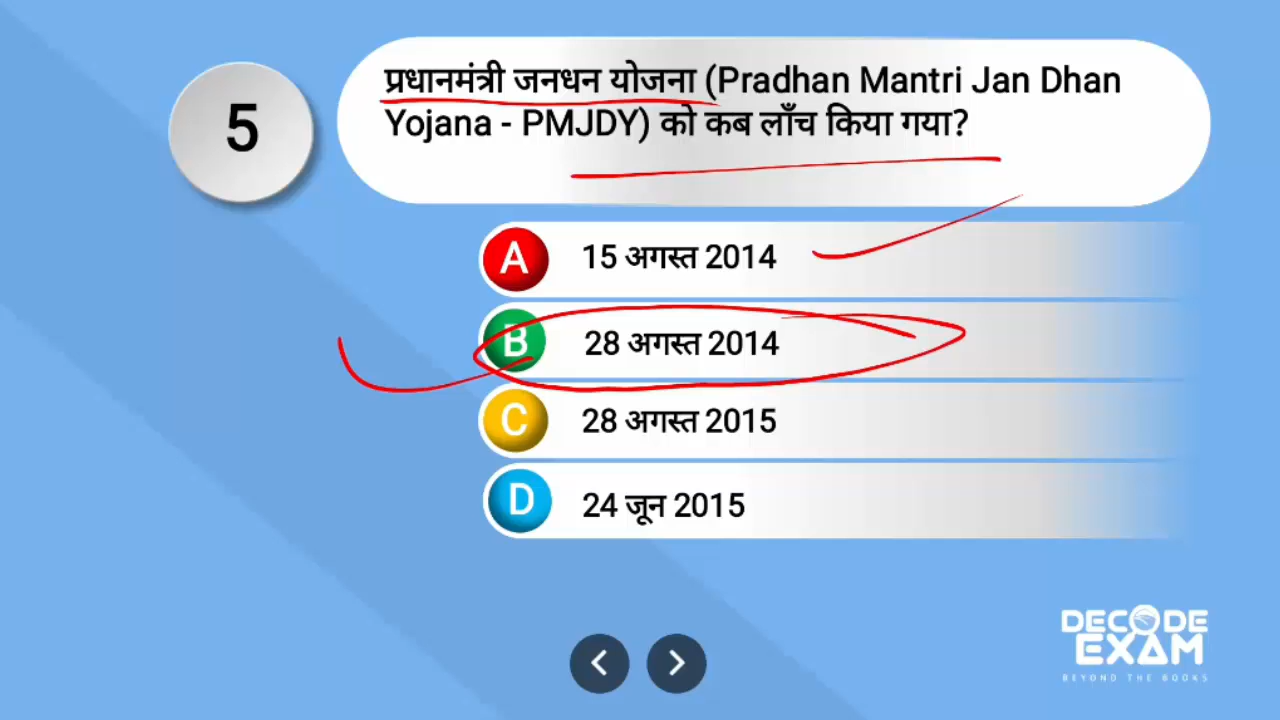 5
प्रधानमंत्री जनधन योजना (Pradhan Mantri Jan Dhan
Yojana - PMJDY) को कब लाँच किया गया?
A 15 अगस्त 2014
B 28 अगस्त 2014
C 28 अगस्त 2015
D 24 जून 2015
DECODE
EXAM
BEYOND THE BOOKS